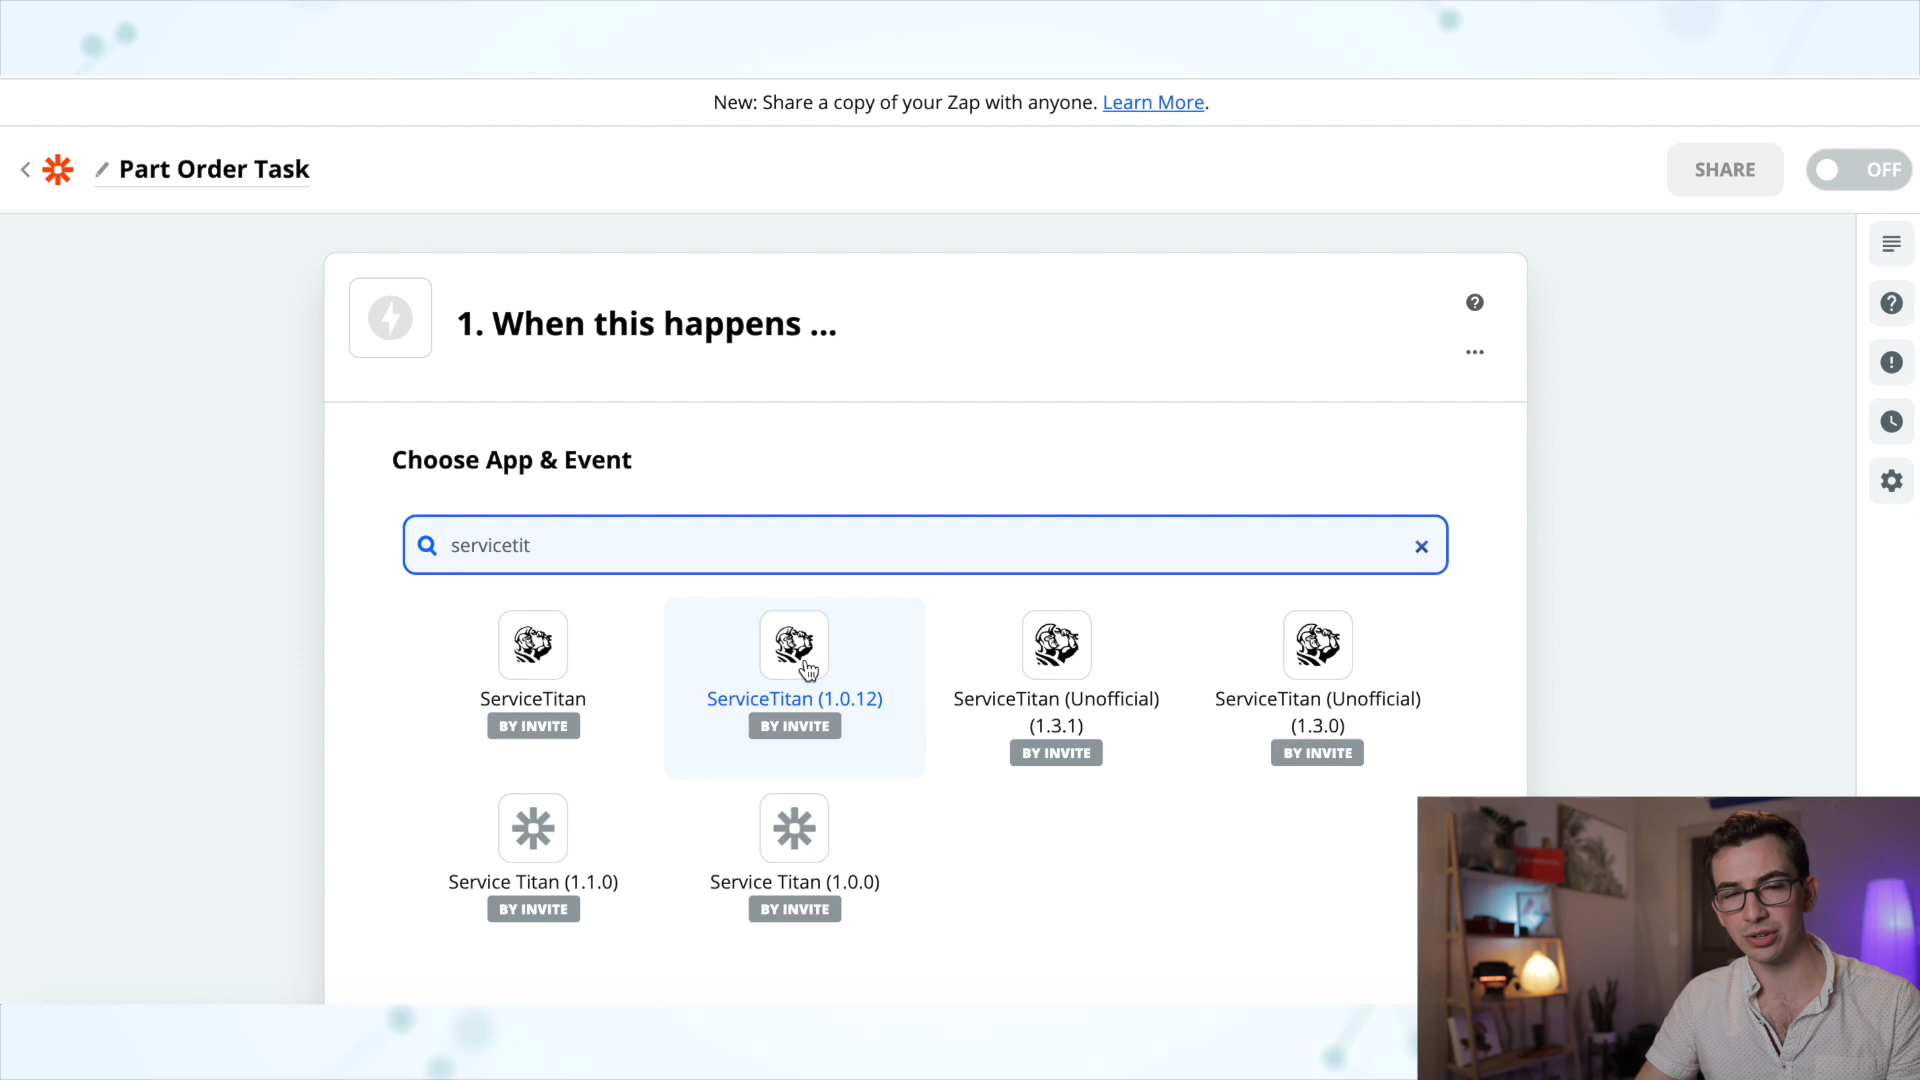 New: Share a copy of your Zap with anyone. Learn More.
Part Order Task
SHARE
OFF
1. When this happens ...
Choose App & Event
servicetit
ServiceTitan
BY INVITE
ServiceTitan (1.0.12)
BY INVITE
ServiceTitan (Unofficial)
(1.3.1)
BY INVITE
ServiceTitan (Unofficial)
(1.3.0)
BY INVITE
Service Titan (1.1.0)
BY INVITE
Service Titan (1.0.0)
BY INVITE